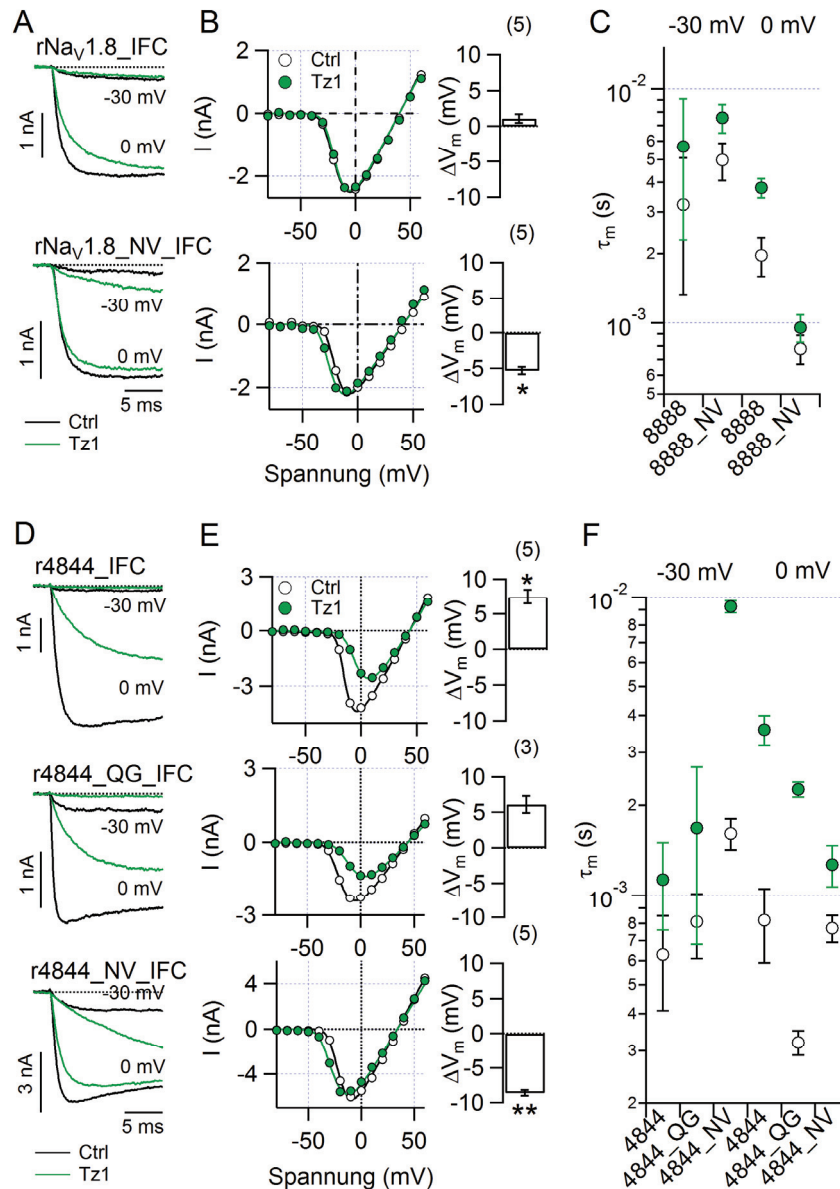 A
rNaV1.8_IFC
-30 mV
0 mV
1 nA
rNaV1.8_NV_IFC
-30 mV
0 mV
1 nA
5 ms
Ctrl
Tz1
B
I (nA)
2
0
-2
Ctrl
Tz1
-50
0
50
(5)
ΔVm (mV)
10
5
0
-5
-10
I (nA)
2
0
-2
-50
0
50
Spannung (mV)
(5)
ΔVm (mV)
10
5
0
-5
-10
*
C
-30 mV
0 mV
τm (s)
10-2
6
5
4
3
2
10-3
8
7
6
5
8888
8888_NV
8888
8888_NV
D
r4844_IFC
-30 mV
1 nA
0 mV
r4844_QG_IFC
-30 mV
1 nA
0 mV
r4844_NV_IFC
-30 mV
0 mV
3 nA
5 ms
Ctrl
Tz1
E
I (nA)
3
0
-3
Ctrl
Tz1
-50
0
50
(5)
ΔVm (mV)
10
5
0
-5
-10
*
I (nA)
3
0
-3
-50
0
50
(3)
ΔVm (mV)
10
5
0
-5
-10
I (nA)
4
0
-4
-50
0
50
Spannung (mV)
(5)
ΔVm (mV)
10
5
0
-5
-10
**
F
-30 mV
0 mV
τm (s)
10-2
4
3
2
10-3
8
7
6
5
4
3
2
4844
4844_QG
4844_NV
4844
4844_QG
4844_NV